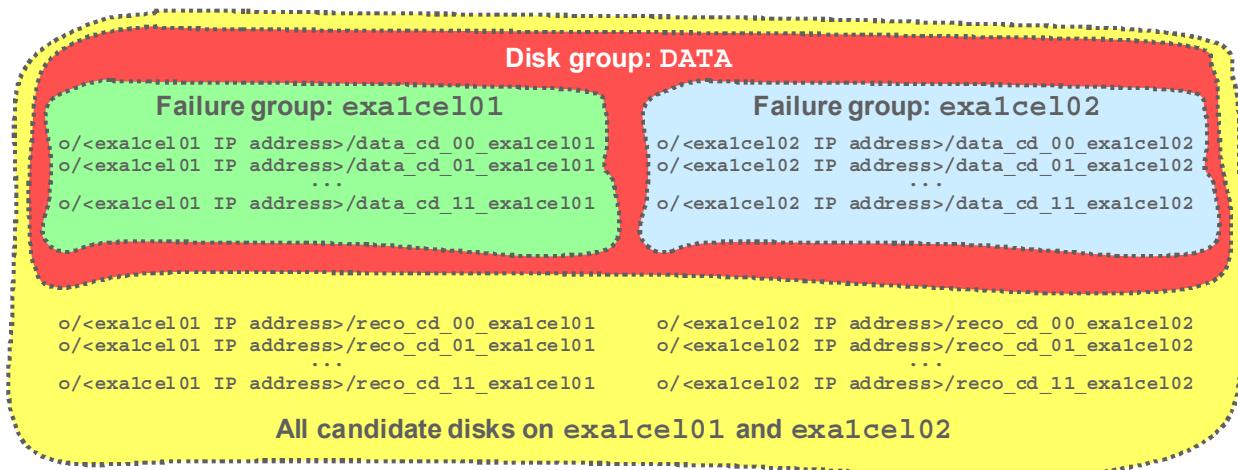 Disk group: DATA
Failure group: exa1cel01
o/<exa1cel01 IP address>/data_cd_00_exa1cel01
o/<exa1cel01 IP address>/data_cd_01_exa1cel01
...
o/<exa1cel01 IP address>/data_cd_11_exa1cel01
Failure group: exa1cel02
o/<exa1cel02 IP address>/data_cd_00_exa1cel02
o/<exa1cel02 IP address>/data_cd_01_exa1cel02
...
o/<exa1cel02 IP address>/data_cd_11_exa1cel02
o/<exa1cel01 IP address>/reco_cd_00_exa1cel01
o/<exa1cel01 IP address>/reco_cd_01_exa1cel01
...
o/<exa1cel01 IP address>/reco_cd_11_exa1cel01
o/<exa1cel02 IP address>/reco_cd_00_exa1cel02
o/<exa1cel02 IP address>/reco_cd_01_exa1cel02
...
o/<exa1cel02 IP address>/reco_cd_11_exa1cel02
All candidate disks on exa1cel01 and exa1cel02